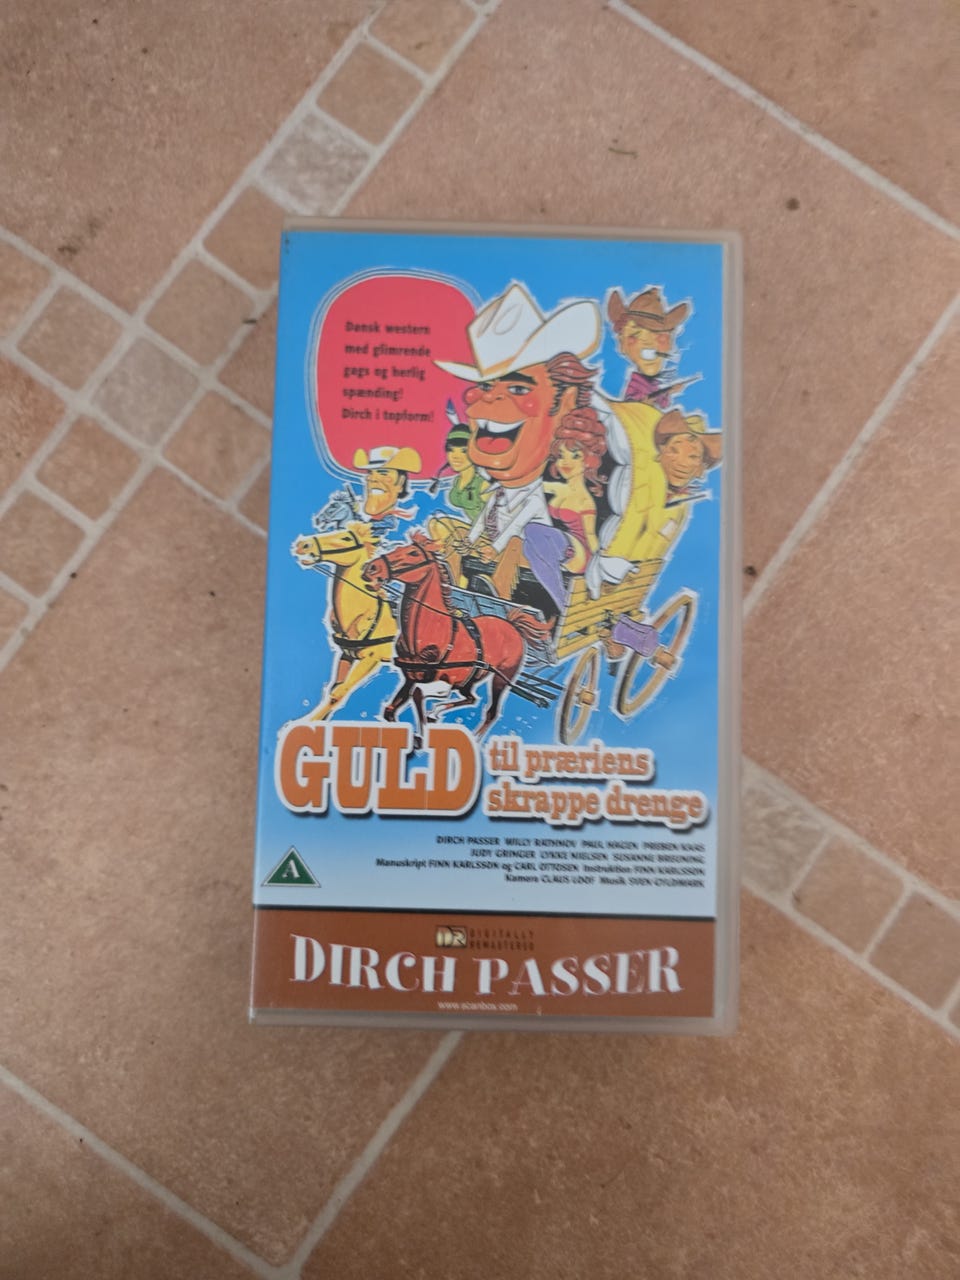 Dansk western
med glimrende
gags og herlig
spænding!
Dirch i topform!
GULD til præriens
skrappe drenge
DIRCH PASSER WILLY RATHNOV PAUL HAGEN PREBEN KAAS
JUDY GRINGER LYKKE NIELSEN SUSANNE BREUNING
Manuskript FINN KARLSSON og CARL OTTOSEN Instruktion FINN KARLSSON
Kamera CLAUS LOOF Musik SVEN GYLDMARK
A
DR DIGITALLY
REMASTERED
DIRCH PASSER
www.scanbox.com